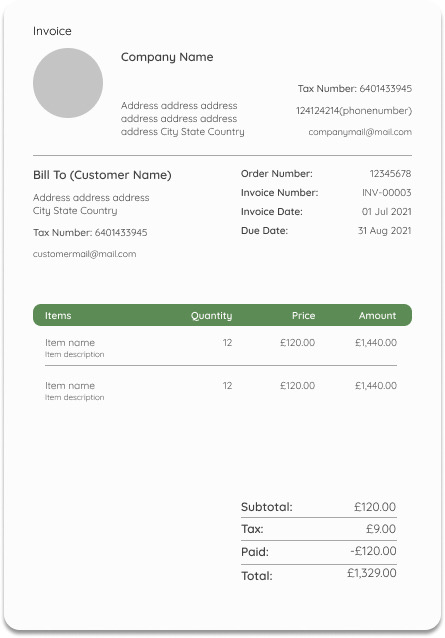 Invoice
Company Name
Tax Number: 6401433945
Address address address
124124214(phonenumber)
address address address
address City State Country
companymail@mail.com
Bill To (Customer Name)
Address address address
City State Country
Tax Number: 6401433945
customermail@mail.com
Order Number: 12345678
Invoice Number: INV-00003
Invoice Date: 01 Jul 2021
Due Date: 31 Aug 2021
Items Quantity Price Amount
Item name 12 £120.00 £1,440.00
Item description
Item name 12 £120.00 £1,440.00
Item description
Subtotal: £120.00
Tax: £9.00
Paid: -£120.00
Total: £1,329.00